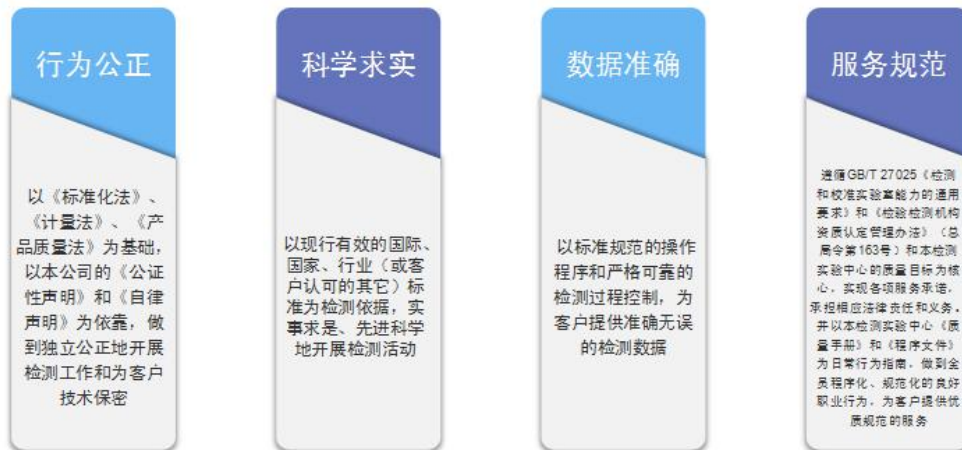 行为公正
以《标准化法》、
《计量法》、《产
品质量法》为基础，
以本公司的《公证
性声明》和《自律
声明》为依靠，做
到独立公正地开展
检测工作和为客户
技术保密
科学求实
以现行有效的国际、
国家、行业（或客
户认可的其它）标
准为检测依据，实
事求是、先进科学
地开展检测活动
数据准确
以标准规范的操作
程序和严格可靠的
检测过程控制，为
客户提供准确无误
的检测数据
服务规范
遵循GB/T 27025《检测
和校准实验室能力的通用
要求》和《检验检测机构
资质认定管理办法》（总
局令第163号）和本检测
实验中心的质量目标为核
心，实现各项服务承诺，
承担相应法律责任和义务。
并以本检测实验中心《质
量手册》和《程序文件》
为日常行为指南，做到全
员程序化、规范化的良好
职业行为，为客户提供优
质规范的服务